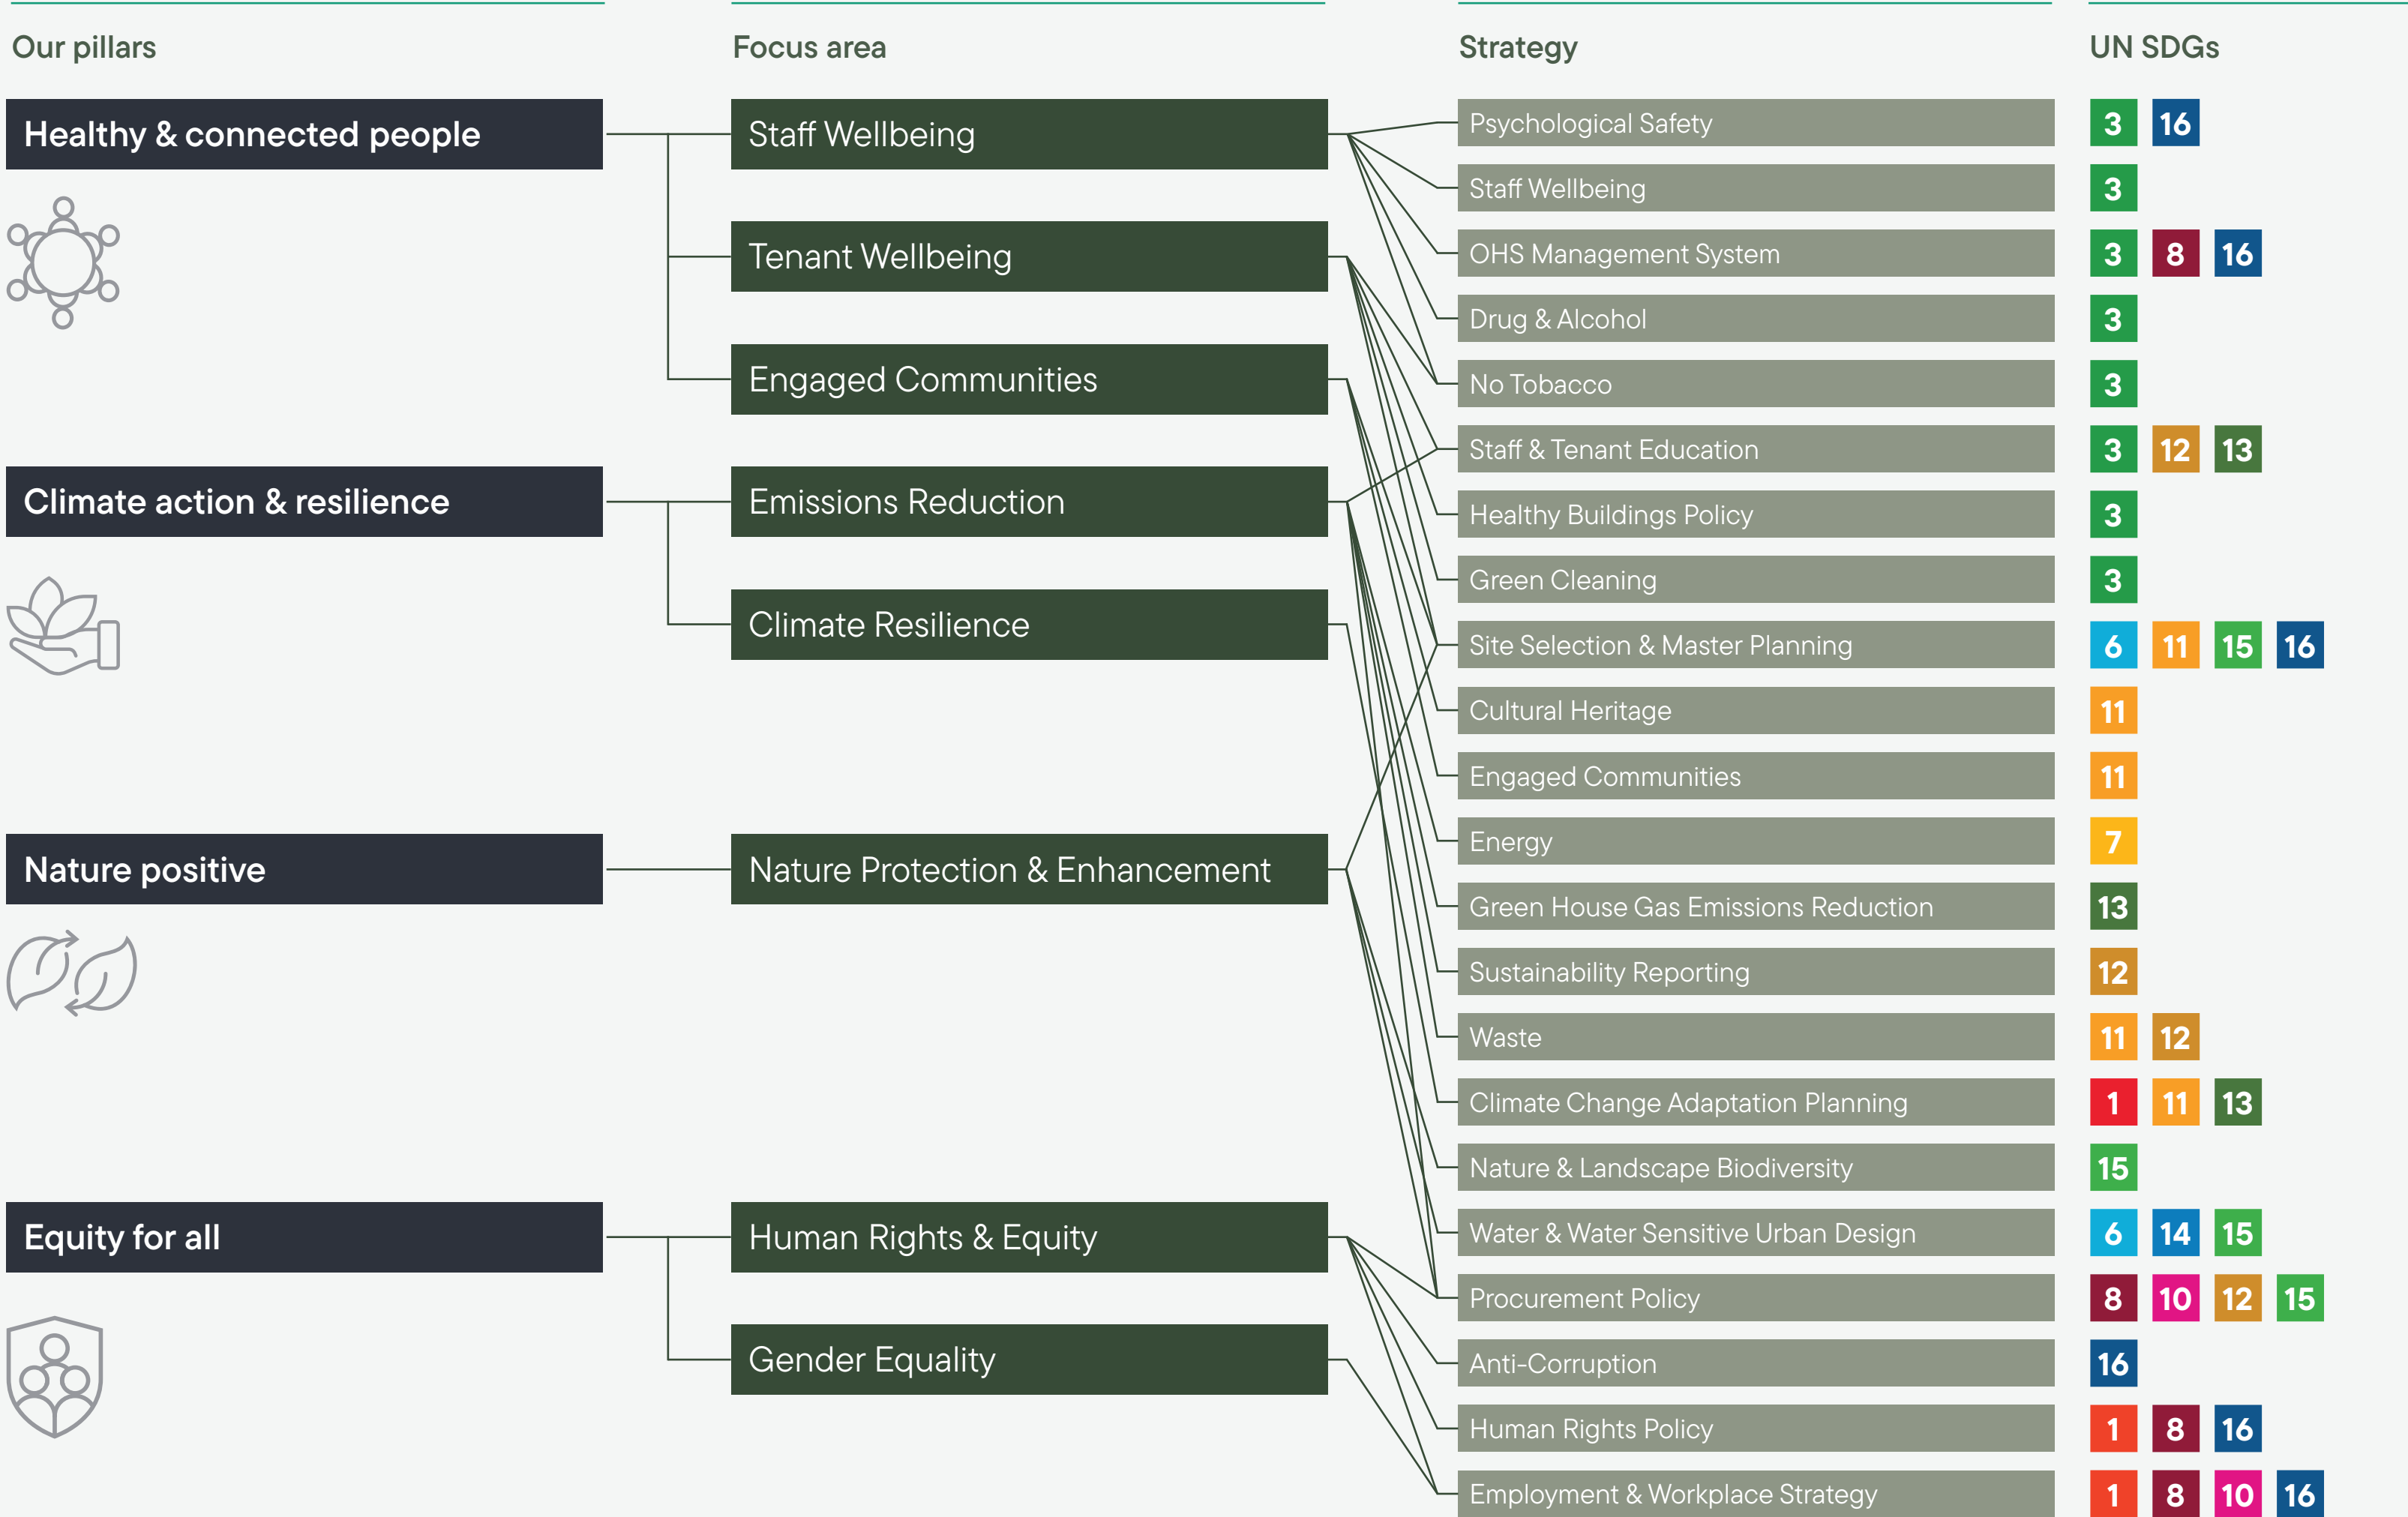 Our pillars
Focus area
Strategy
UN SDGs
Healthy & connected people
Climate action & resilience
Nature positive
Equity for all
Staff Wellbeing
Tenant Wellbeing
Engaged Communities
Emissions Reduction
Climate Resilience
Nature Protection & Enhancement
Human Rights & Equity
Gender Equality
Psychological Safety 3 16
Staff Wellbeing 3
OHS Management System 3 8 16
Drug & Alcohol 3
No Tobacco 3
Staff & Tenant Education 3 12 13
Healthy Buildings Policy 3
Green Cleaning 3
Site Selection & Master Planning 6 11 15 16
Cultural Heritage 11
Engaged Communities 11
Energy 7
Green House Gas Emissions Reduction 13
Sustainability Reporting 12
Waste 11 12
Climate Change Adaptation Planning 1 11 13
Nature & Landscape Biodiversity 15
Water & Water Sensitive Urban Design 6 14 15
Procurement Policy 8 10 12 15
Anti-Corruption 16
Human Rights Policy 1 8 16
Employment & Workplace Strategy 1 8 10 16